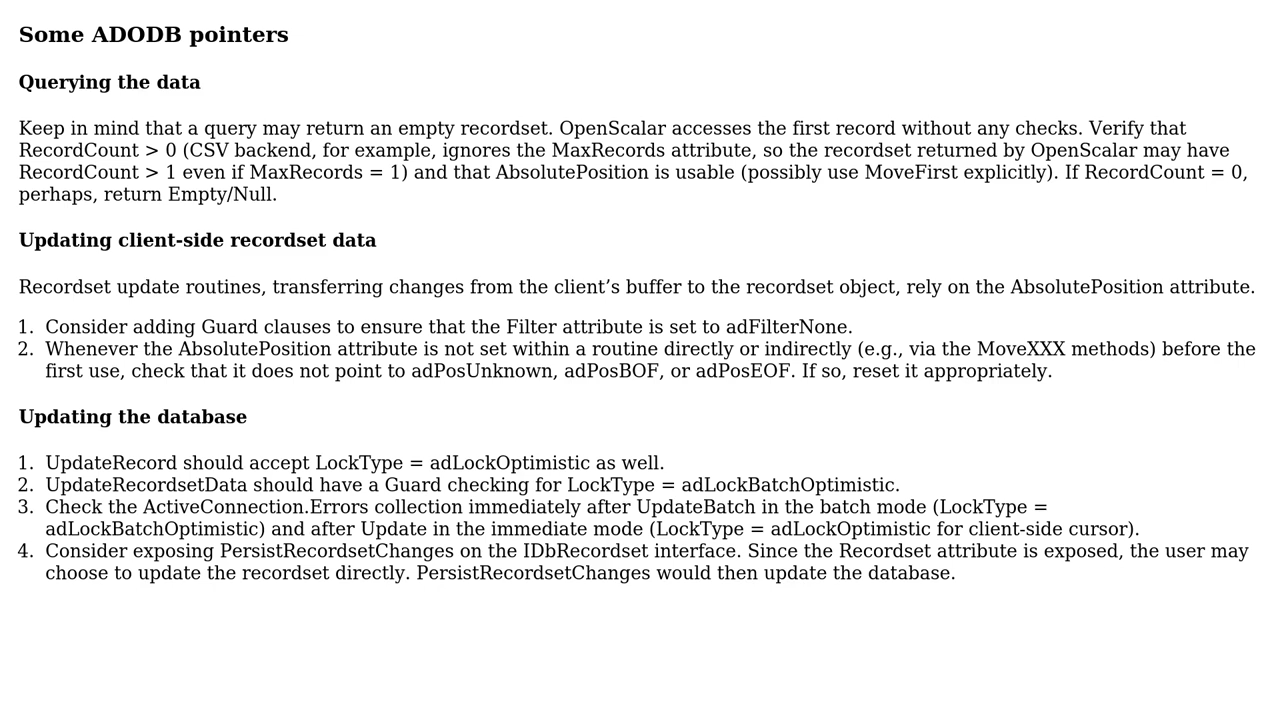 Some ADODB pointers
Querying the data
Keep in mind that a query may return an empty recordset. OpenScalar accesses the first record without any checks. Verify that
RecordCount > 0 (CSV backend, for example, ignores the MaxRecords attribute, so the recordset returned by OpenScalar may have
RecordCount > 1 even if MaxRecords = 1) and that AbsolutePosition is usable (possibly use MoveFirst explicitly). If RecordCount = 0,
perhaps, return Empty/Null.
Updating client-side recordset data
Recordset update routines, transferring changes from the client’s buffer to the recordset object, rely on the AbsolutePosition attribute.
1. Consider adding Guard clauses to ensure that the Filter attribute is set to adFilterNone.
2. Whenever the AbsolutePosition attribute is not set within a routine directly or indirectly (e.g., via the MoveXXX methods) before the
first use, check that it does not point to adPosUnknown, adPosBOF, or adPosEOF. If so, reset it appropriately.
Updating the database
1. UpdateRecord should accept LockType = adLockOptimistic as well.
2. UpdateRecordsetData should have a Guard checking for LockType = adLockBatchOptimistic.
3. Check the ActiveConnection.Errors collection immediately after UpdateBatch in the batch mode (LockType =
adLockBatchOptimistic) and after Update in the immediate mode (LockType = adLockOptimistic for client-side cursor).
4. Consider exposing PersistRecordsetChanges on the IDbRecordset interface. Since the Recordset attribute is exposed, the user may
choose to update the recordset directly. PersistRecordsetChanges would then update the database.